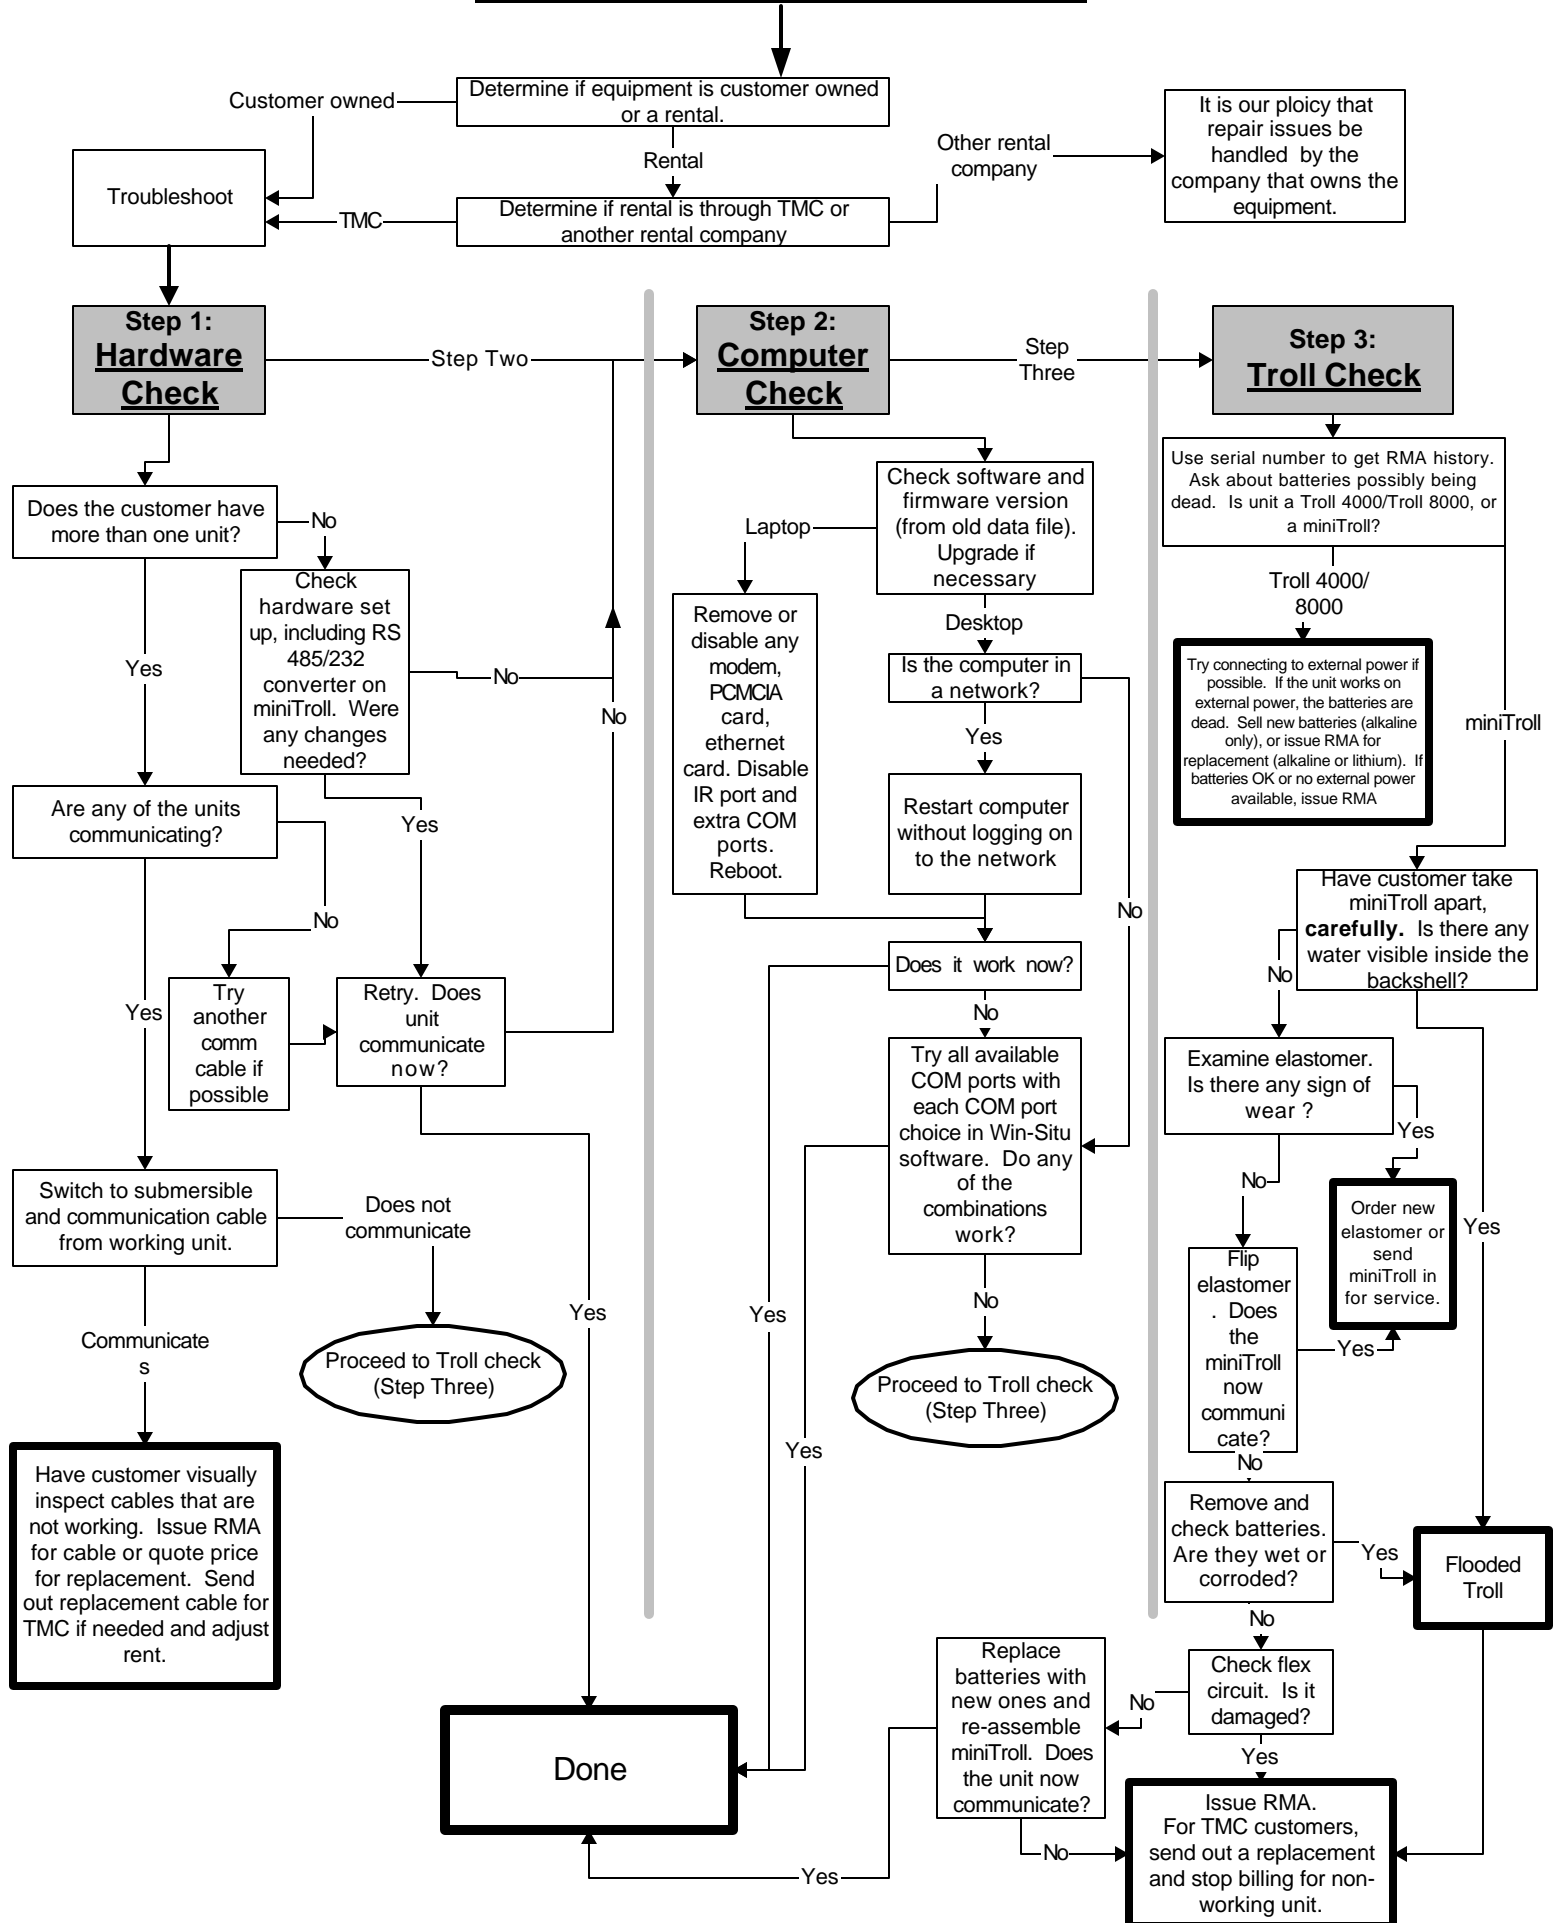 Determine if equipment is customer owned
or a rental.
Customer owned
Rental
Other rental
company
It is our ploicy that
repair issues be
handled by the
company that owns the
equipment.
Troubleshoot
TMC
Determine if rental is through TMC or
another rental company
Step 1:
Hardware
Check
Step Two
Step 2:
Computer
Check
Step
Three
Step 3:
Troll Check
Does the customer have
more than one unit?
No
Check
hardware set
up, including RS
485/232
converter on
miniTroll. Were
any changes
needed?
No
No
Yes
Yes
Are any of the units
communicating?
No
Yes
Try
another
comm
cable if
possible
Retry. Does
unit
communicate
now?
Switch to submersible
and communication cable
from working unit.
Does not
communicate
Communicate
s
Proceed to Troll check
(Step Three)
Yes
Have customer visually
inspect cables that are
not working. Issue RMA
for cable or quote price
for replacement. Send
out replacement cable for
TMC if needed and adjust
rent.
Check software and
firmware version
(from old data file).
Upgrade if
necessary
Laptop
Desktop
Remove or
disable any
modem,
PCMCIA
card,
ethernet
card. Disable
IR port and
extra COM
ports.
Reboot.
Is the computer in
a network?
Yes
Restart computer
without logging on
to the network
No
Does it work now?
No
Try all available
COM ports with
each COM port
choice in Win-Situ
software. Do any
of the
combinations
work?
Yes
No
Yes
Proceed to Troll check
(Step Three)
Done
Use serial number to get RMA history.
Ask about batteries possibly being
dead. Is unit a Troll 4000/Troll 8000, or
a miniTroll?
Troll 4000/
8000
Try connecting to external power if
possible. If the unit works on
external power, the batteries are
dead. Sell new batteries (alkaline
only), or issue RMA for
replacement (alkaline or lithium). If
batteries OK or no external power
available, issue RMA
miniTroll
Have customer take
miniTroll apart,
carefully. Is there any
water visible inside the
backshell?
No
Examine elastomer.
Is there any sign of
wear ?
Yes
No
Order new
elastomer or
send
miniTroll in
for service.
Yes
Flip
elastomer
. Does
the
miniTroll
now
communi
cate?
Yes
No
Remove and
check batteries.
Are they wet or
corroded?
Yes
Flooded
Troll
No
Check flex
circuit. Is it
damaged?
No
Replace
batteries with
new ones and
re-assemble
miniTroll. Does
the unit now
communicate?
Yes
No
Yes
Issue RMA.
For TMC customers,
send out a replacement
and stop billing for non-
working unit.